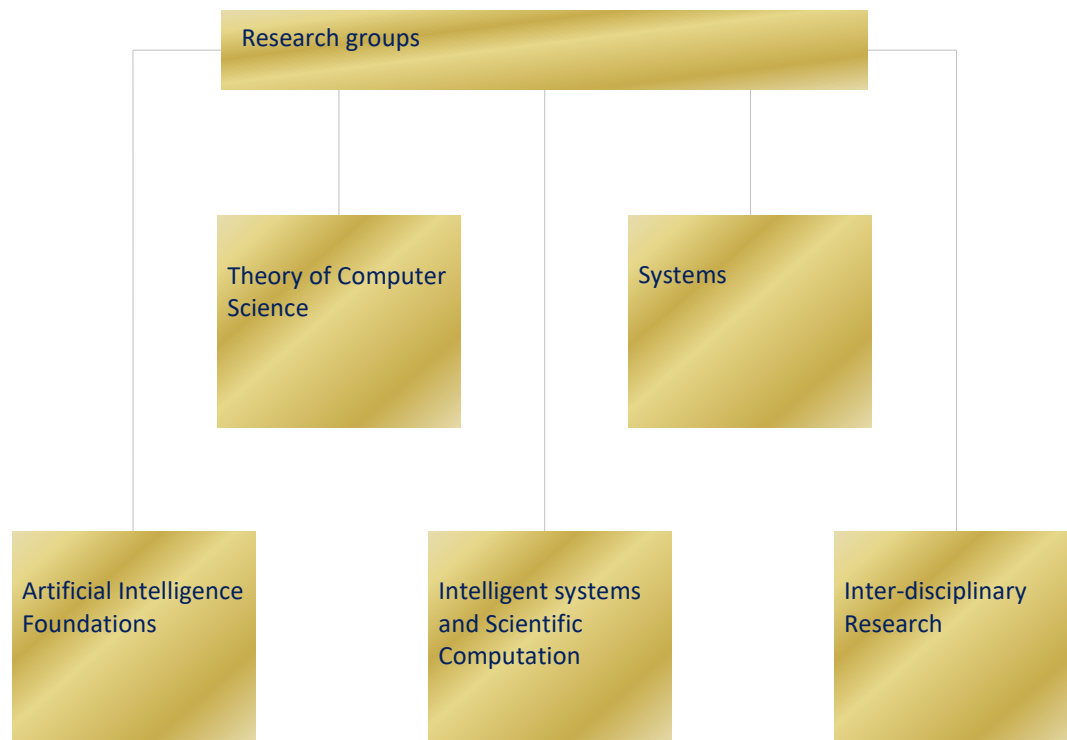 Research groups
Theory of Computer
Science
Systems
Artificial Intelligence
Foundations
Intelligent systems
and Scientific
Computation
Inter-disciplinary
Research